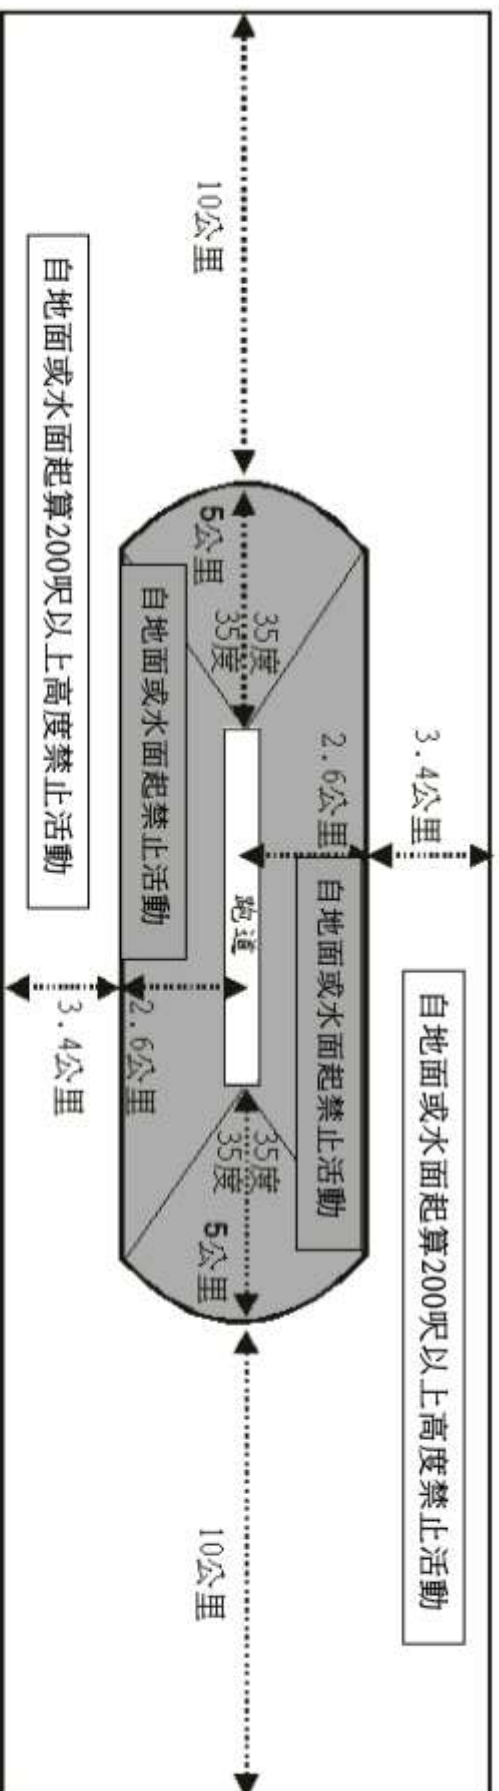 3.4公里
自地面或水面起算200呎以上高度禁止活動
2.6公里
自地面或水面起禁止活動
10公里
5公里
35度
35度
跑道
35度
35度
5公里
10公里
自地面或水面起禁止活動
2.6公里
自地面或水面起算200呎以上高度禁止活動
3.4公里